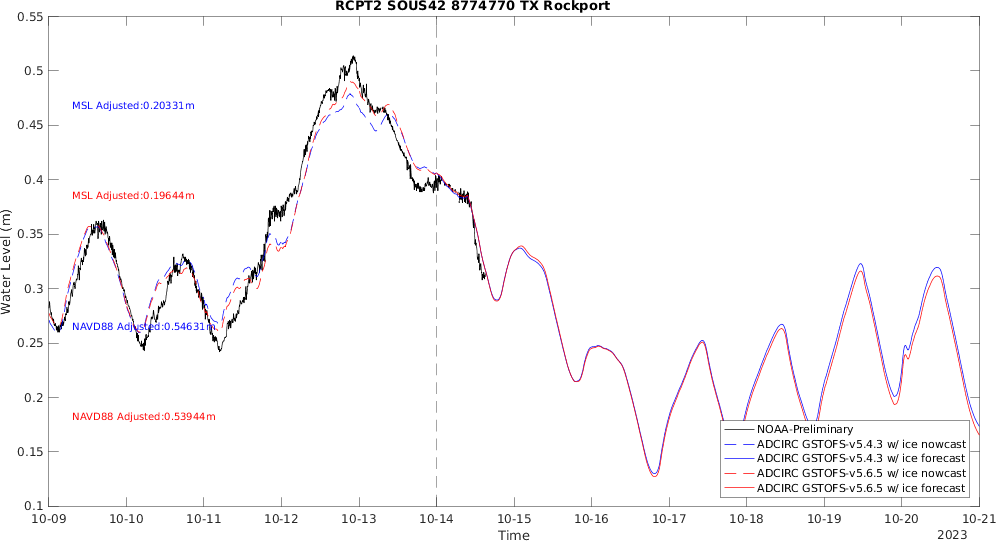 RCPT2 SOUS42 8774770 TX Rockport
0.55
0.5
0.45
0.4
0.35
0.3
0.25
0.2
0.15
0.1
Water Level (m)
MSL Adjusted:0.20331m
MSL Adjusted:0.19644m
NAVD88 Adjusted:0.54631m
NAVD88 Adjusted:0.53944m
NOAA-Preliminary
ADCIRC GSTOFS-v5.4.3 w/ ice nowcast
ADCIRC GSTOFS-v5.4.3 w/ ice forecast
ADCIRC GSTOFS-v5.6.5 w/ ice nowcast
ADCIRC GSTOFS-v5.6.5 w/ ice forecast
10-09 10-10 10-11 10-12 10-13 10-14 10-15 10-16 10-17 10-18 10-19 10-20 10-21
Time
2023